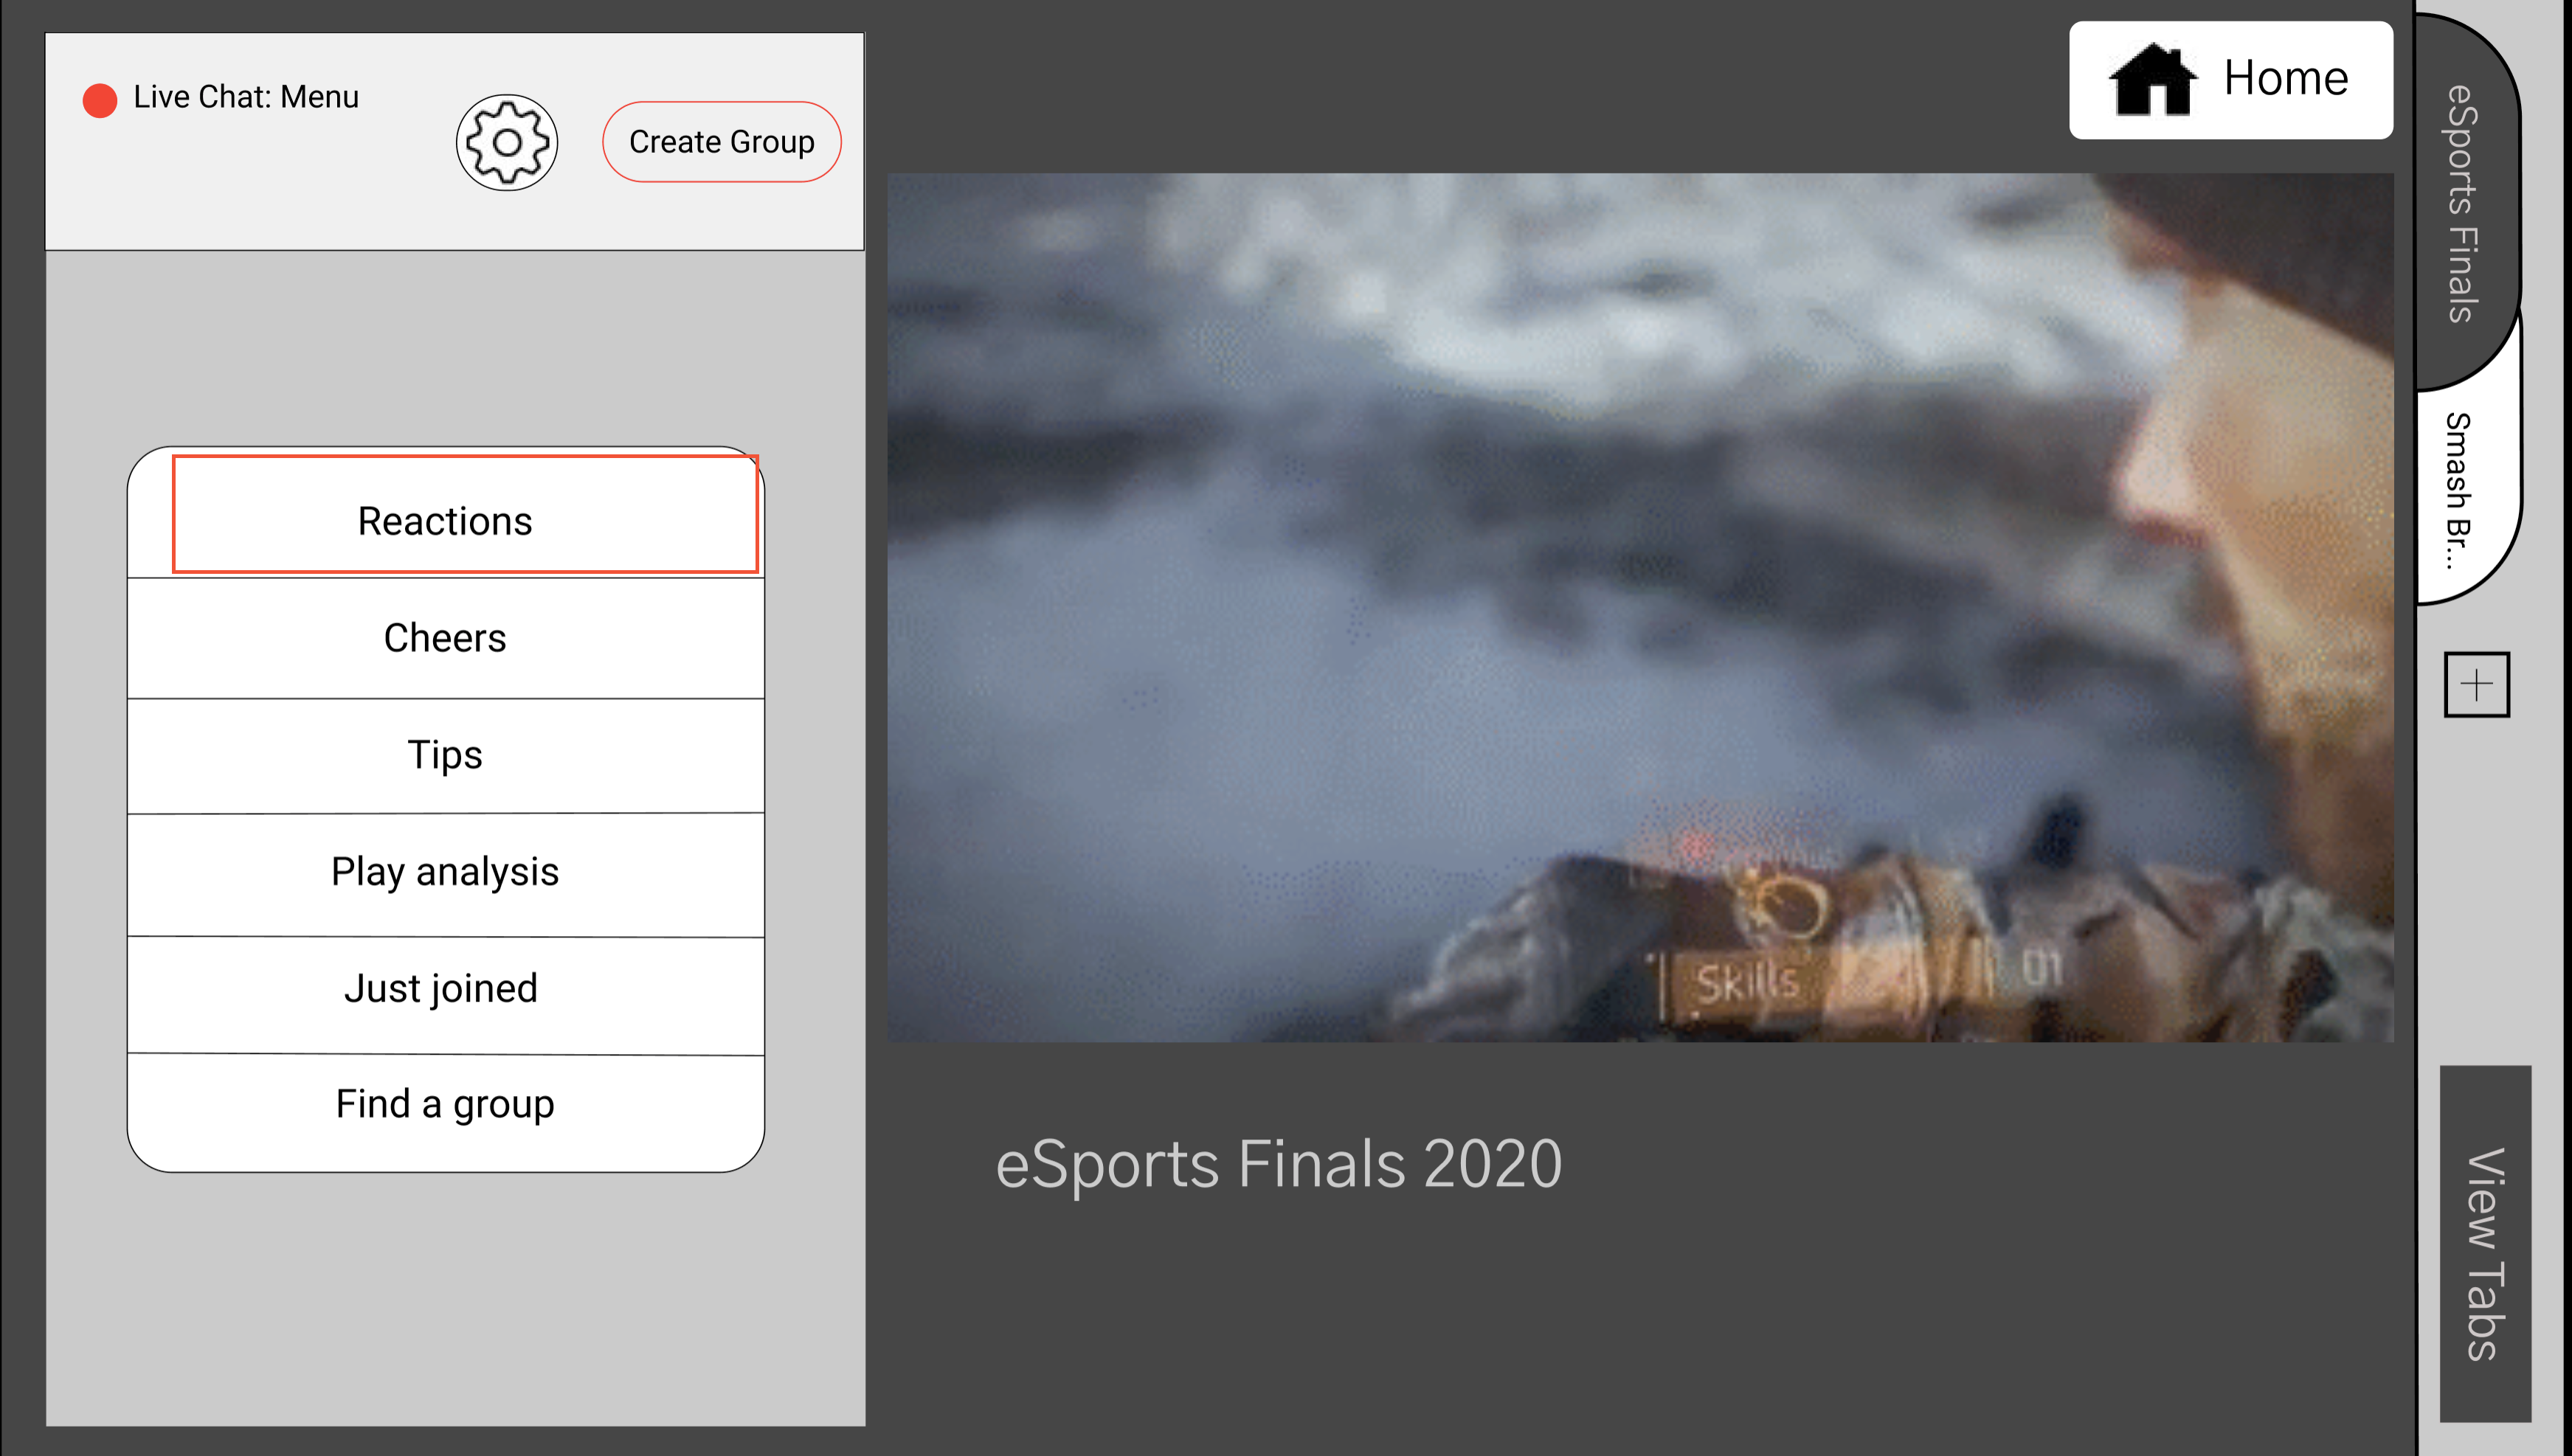 Live Chat: Menu
Create Group
Reactions
Cheers
Tips
Play analysis
Just joined
Find a group
Home
Skills
01
eSports Finals 2020
eSports Finals
Smash Br...
View Tabs